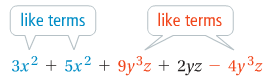 like terms like terms
3x² + 5x² + 9y³z + 2yz − 4y³z